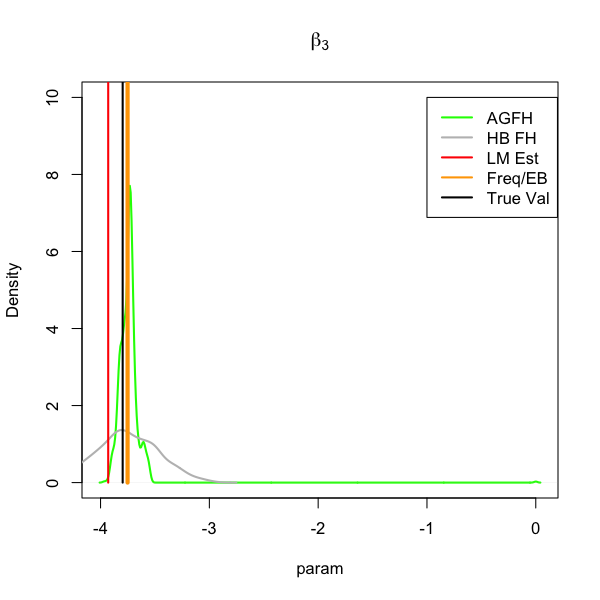 β3
Density
10
8
6
4
2
0
AGFH
HB FH
LM Est
Freq/EB
True Val
-4 -3 -2 -1 0
param